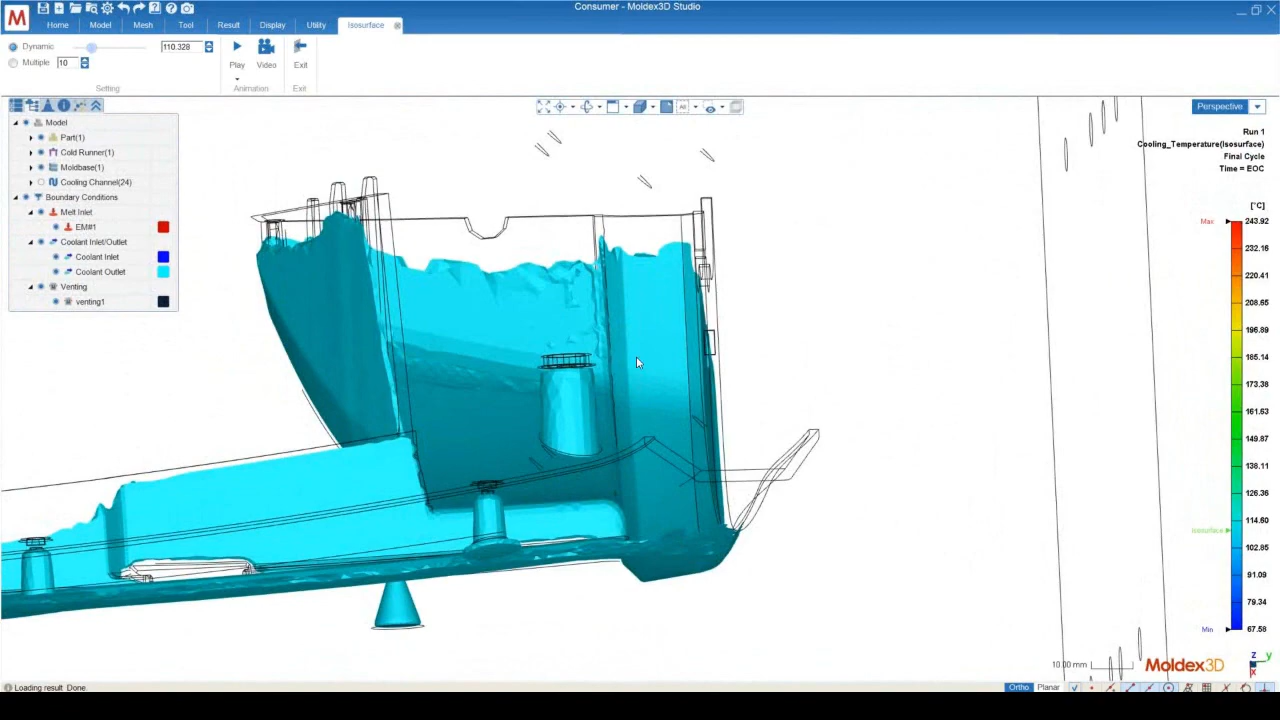 Consumer - Moldex3D Studio
M
Home Model Mesh Tool Result Display Utility Isosurface
Dynamic 110.328
Multiple 10
Play Video Exit
Setting Animation Exit
Perspective
Model
Part(1)
Cold Runner(1)
Moldbase(1)
Cooling Channel(24)
Boundary Conditions
Melt Inlet
EM#1
Coolant Inlet/Outlet
Coolant Inlet
Coolant Outlet
Venting
venting1
Run 1
Cooling_Temperature(Isosurface)
Final Cycle
Time = EOC
[°C]
Max 243.92
232.16
220.41
208.65
196.89
185.14
173.38
161.63
149.87
138.11
126.36
114.60
Isosurface
102.85
91.09
79.34
Min 67.58
z
y
x
10.00 mm
Moldex3D
Loading result Done.
Ortho Planar